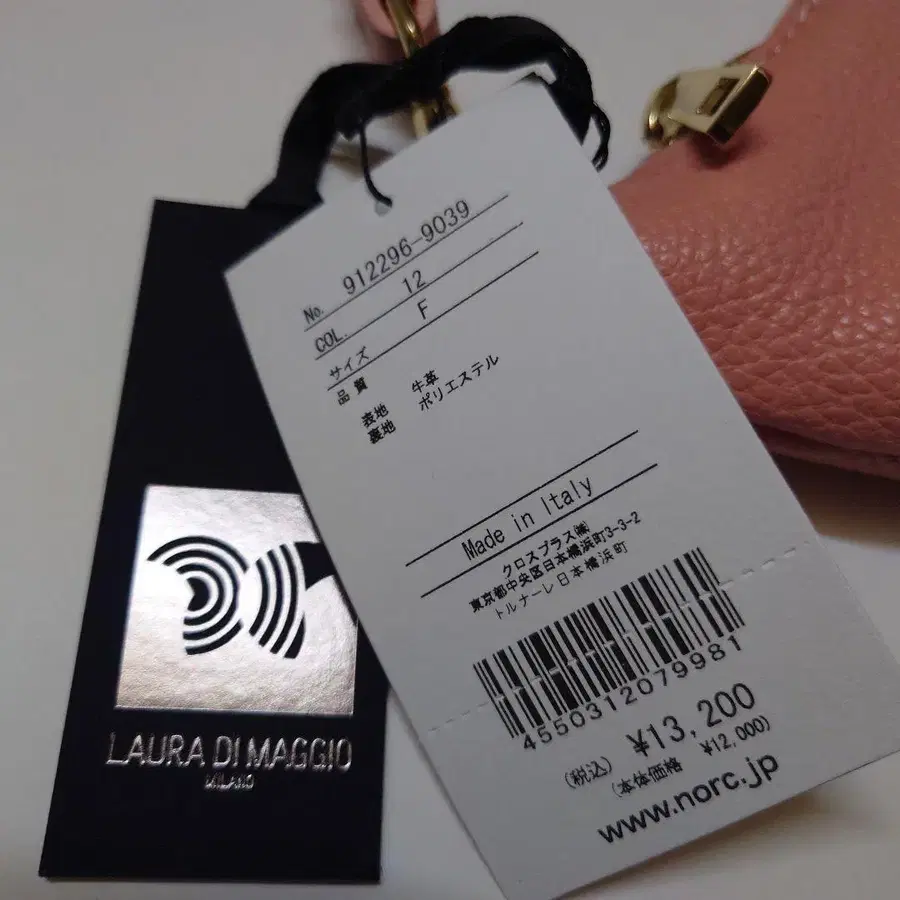 No. 912296-9039
COL. 12
サイズ F
品質
表地 牛革
裏地 ポリエステル
Made in Italy
クロスプラス㈱
東京都中央区日本橋浜町3-3-2
トルナーレ日本橋浜町
4550312079981
(税込) ¥13,200
(本体価格 ¥12,000)
www.norc.jp
LAURA DI MAGGIO
MILANO